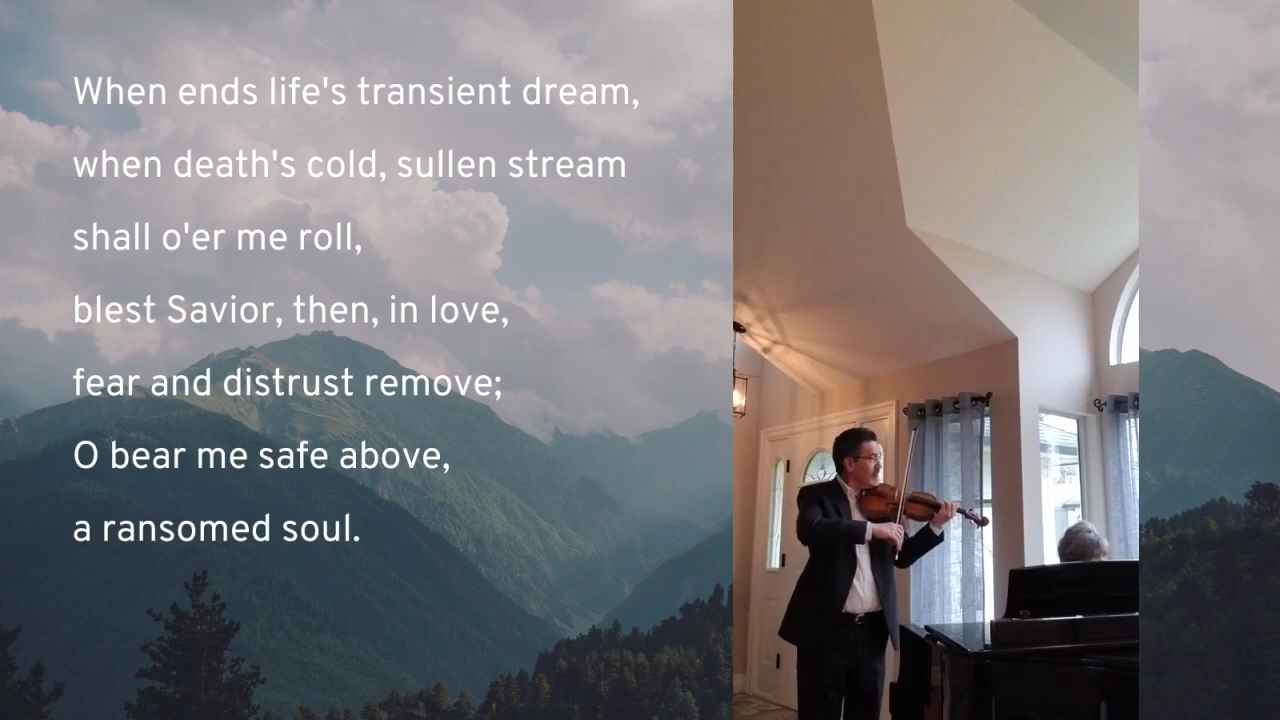 When ends life's transient dream,
when death's cold, sullen stream
shall o'er me roll,
blest Savior, then, in love,
fear and distrust remove;
O bear me safe above,
a ransomed soul.